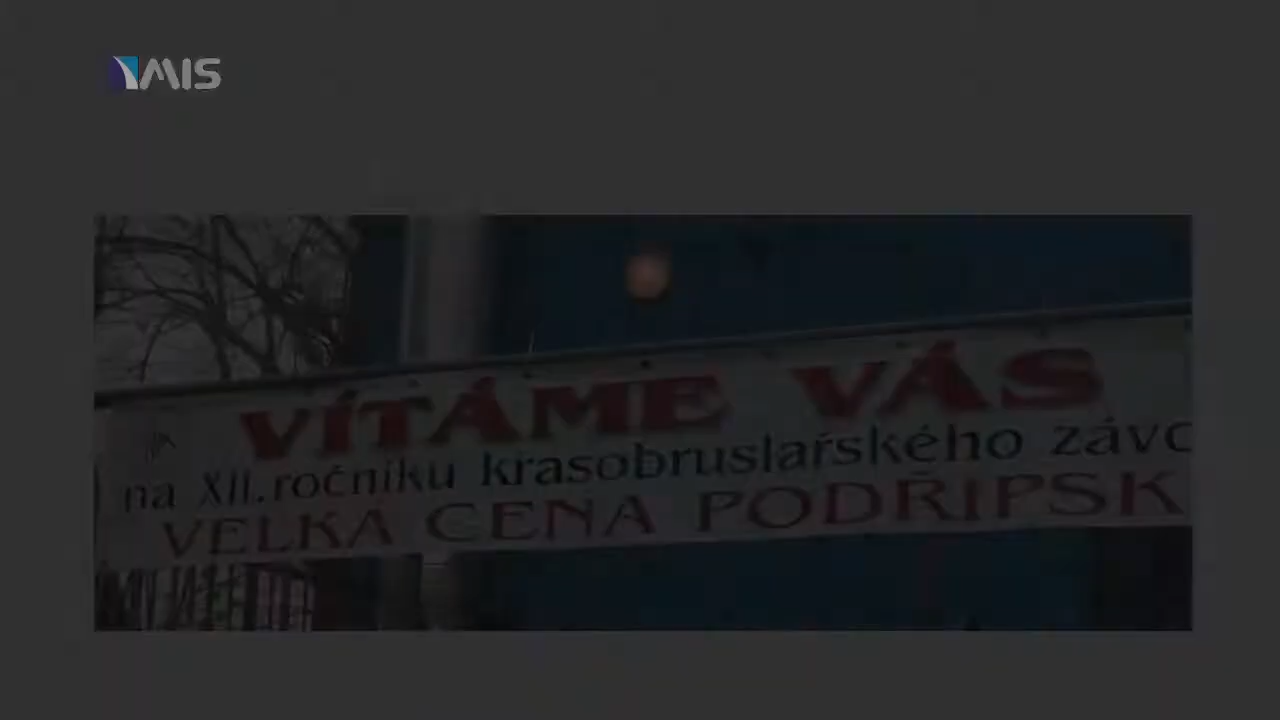 MIS
VÍTÁME VÁS
na XII. ročníku krasobruslařského závo
VELKÁ CENA PODŘIPSK